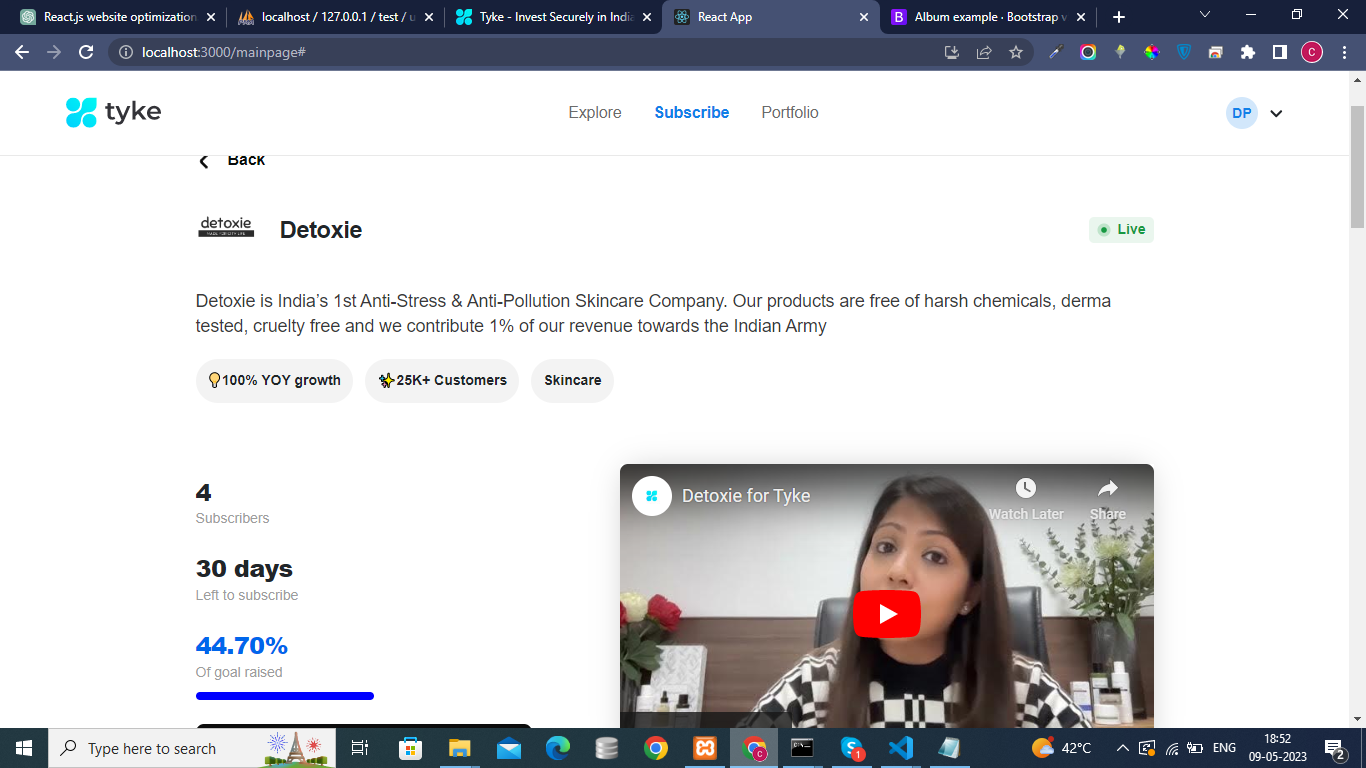 React.js website optimization
localhost / 127.0.0.1 / test / u
Tyke - Invest Securely in India
React App
Album example · Bootstrap v
localhost:3000/mainpage#
C
tyke
Explore
Subscribe
Portfolio
DP
Back
detoxie
Detoxie
Live
Detoxie is India’s 1st Anti-Stress & Anti-Pollution Skincare Company. Our products are free of harsh chemicals, derma
tested, cruelty free and we contribute 1% of our revenue towards the Indian Army
100% YOY growth
25K+ Customers
Skincare
4
Subscribers
30 days
Left to subscribe
44.70%
Of goal raised
Detoxie for Tyke
Watch Later
Share
Type here to search
C
1
42°C
ENG
18:52
09-05-2023
2